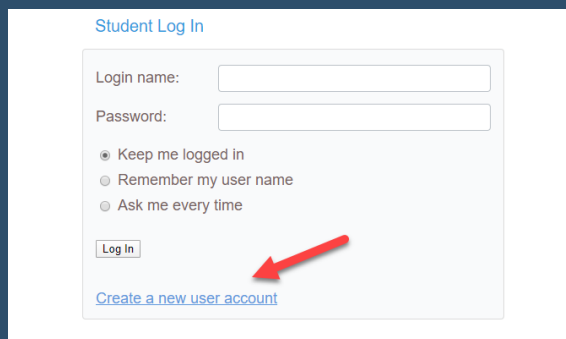 Student Log In
Login name:
Password:
Keep me logged in
Remember my user name
Ask me every time
Log In
Create a new user account